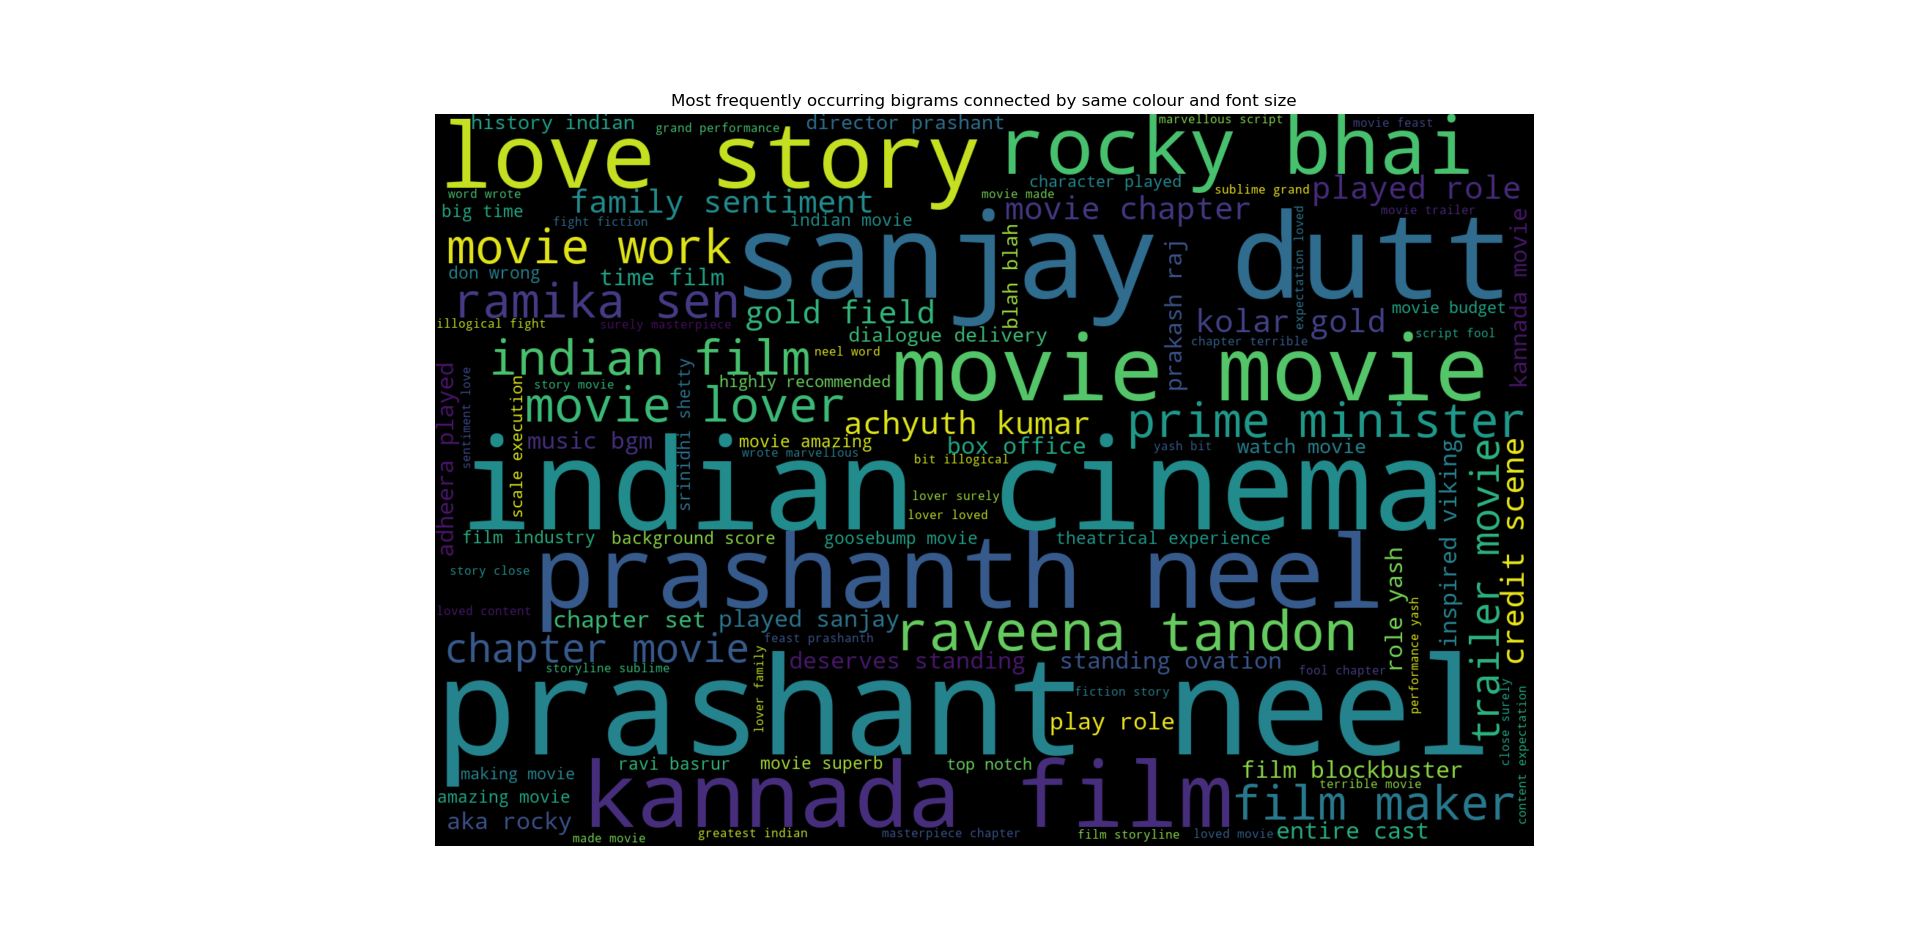 Most frequently occurring bigrams connected by same colour and font size
history indian
grand performance
director prashant
marvellous script
movie feast
love story
rocky bhai
character played
sublime grand
played role
word wrote
family sentiment
movie made
movie chapter
big time
fight fiction
indian movie
movie trailer
movie work
sanjay dutt
blah blah
prakash raj
expectation loved
kannada movie
don wrong
time film
ramika sen
gold field
kolar gold
movie budget
illogical fight
surely masterpiece
dialogue delivery
chapter terrible
script fool
indian film
neel word
movie movie
story movie
highly recommended
adheera played
sentiment love
scale execution
movie lover
srinidhi shetty
achyuth kumar
prime minister
music bgm
movie amazing
box office
yash bit
watch movie
wrote marvellous
bit illogical
indian cinema
lover surely
lover loved
inspired viking
trailer movie
credit scene
film industry
background score
goosebump movie
theatrical experience
story close
prashanth neel
role yash
loved content
chapter set
played sanjay
raveena tandon
performance yash
chapter movie
feast prashanth
deserves standing
standing ovation
fool chapter
storyline sublime
lover family
prashant neel
fiction story
play role
close surely
content expectation
making movie
ravi basrur
movie superb
top notch
film blockbuster
terrible movie
kannada film
film maker
amazing movie
aka rocky
made movie
greatest indian
masterpiece chapter
film storyline
loved movie
entire cast